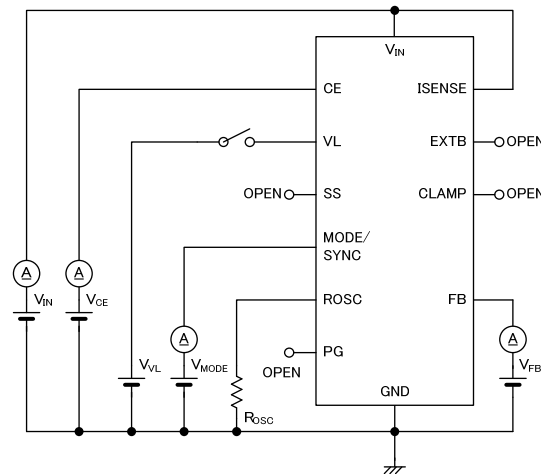 VIN
CE
ISENSE
VL
EXTB
OPEN
OPEN
SS
CLAMP
OPEN
MODE/
SYNC
A
A
VIN
VCE
ROSC
FB
A
A
PG
VVL
VMODE
OPEN
VFB
GND
ROSC